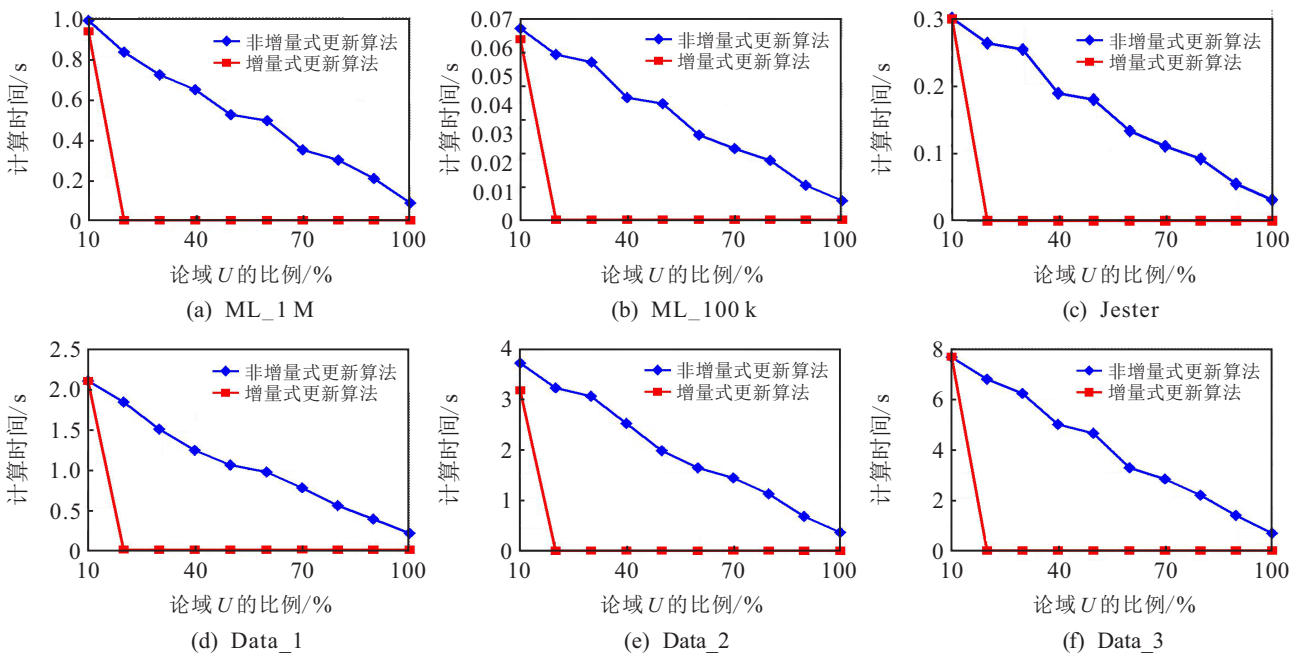 1.0
0.8
0.6
0.4
0.2
0
10 40 70 100
计算时间/s
非增量式更新算法
增量式更新算法
论域U的比例/%
(a) ML_1 M
0.07
0.06
0.06
0.03
0.03
0.02
0.01
0
10 40 70 100
计算时间/s
非增量式更新算法
增量式更新算法
论域U的比例/%
(b) ML_100 k
0.3
0.2
0.1
0
10 40 70 100
计算时间/s
非增量式更新算法
增量式更新算法
论域U的比例/%
(c) Jester
2.5
2.0
1.5
1.0
0.5
0
10 40 70 100
计算时间/s
非增量式更新算法
增量式更新算法
论域U的比例/%
(d) Data_1
4
3
2
1
0
10 40 70 100
计算时间/s
非增量式更新算法
增量式更新算法
论域U的比例/%
(e) Data_2
8
6
4
2
0
10 40 70 100
计算时间/s
非增量式更新算法
增量式更新算法
论域U的比例/%
(f) Data_3